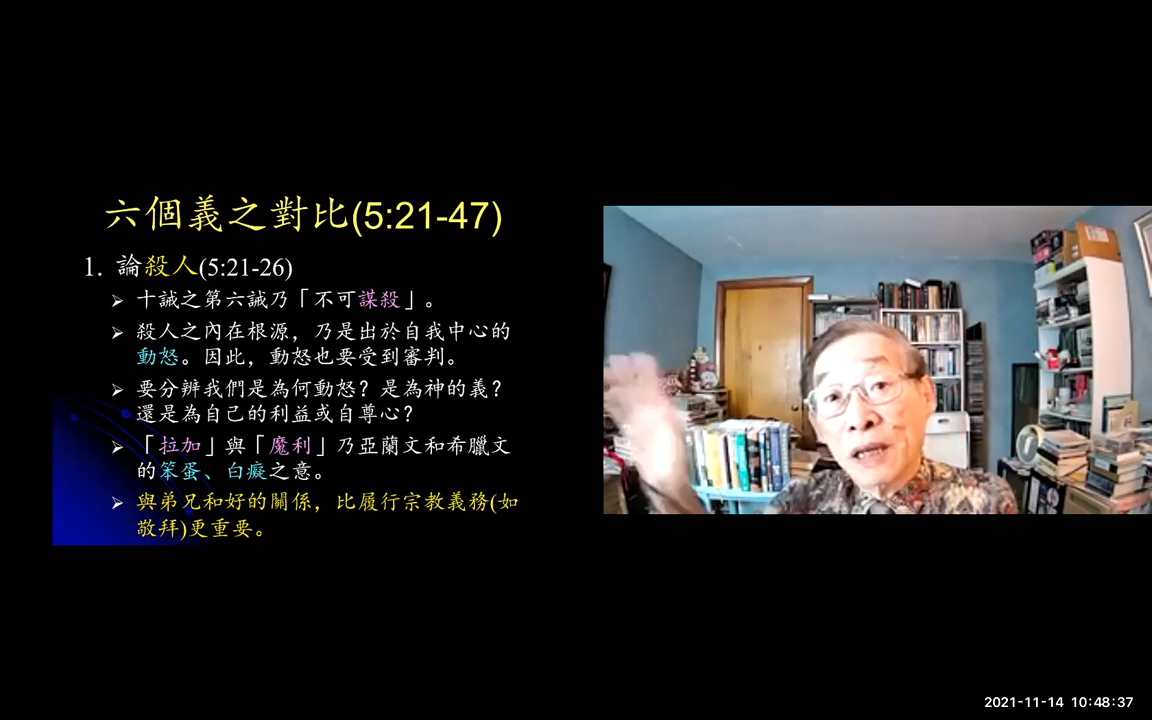 六個義之對比(5:21-47)
1. 論殺人(5:21-26)
➢ 十誡之第六誡乃「不可謀殺」。
➢ 殺人之內在根源，乃是出於自我中心的
動怒。因此，動怒也要受到審判。
➢ 要分辨我們是為何動怒？是為神的義？
還是為自己的利益或自尊心？
➢ 「拉加」與「魔利」乃亞蘭文和希臘文
的笨蛋、白癡之意。
➢ 與弟兄和好的關係，比履行宗教義務(如
敬拜)更重要。
2021-11-14 10:48:37